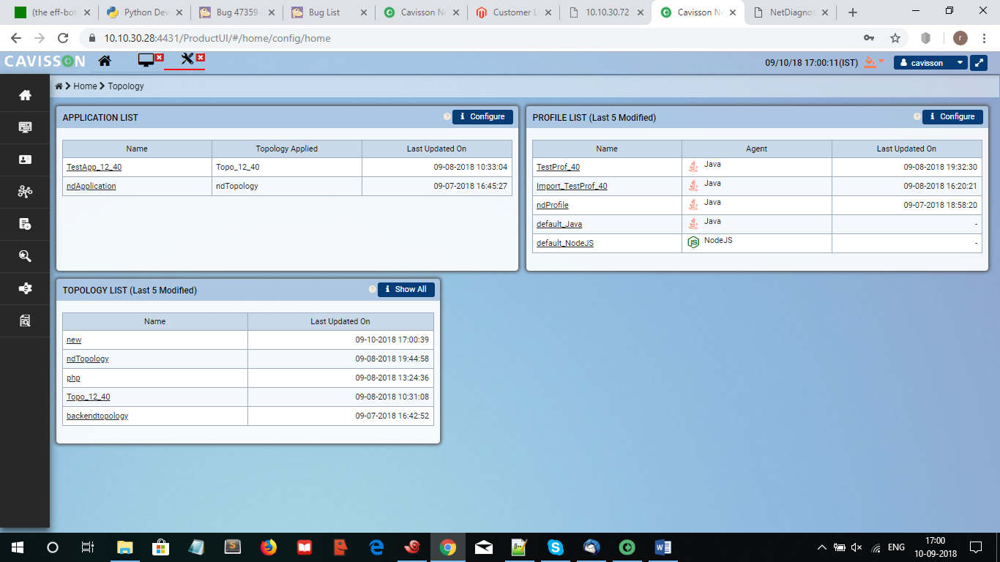 (the eff-bot
Python Dev
Bug 47359
Bug List
Cavisson Ne
Customer L
10.10.30.72
Cavisson Ne
NetDiagnos
10.10.30.28:4431/ProductUI/#/home/config/home
r
CAVISSON
09/10/18 17:00:11(IST)
cavisson
Home
Topology
APPLICATION LIST
? i Configure
Name Topology Applied Last Updated On
TestApp_12_40 Topo_12_40 09-08-2018 10:33:04
ndApplication ndTopology 09-07-2018 16:45:27
PROFILE LIST (Last 5 Modified)
? i Configure
Name Agent Last Updated On
TestProf_40 Java 09-08-2018 19:32:30
Import_TestProf_40 Java 09-08-2018 16:20:21
ndProfile Java 09-07-2018 18:58:20
default_Java Java -
default_NodeJS JS NodeJS -
TOPOLOGY LIST (Last 5 Modified)
? i Show All
Name Last Updated On
new 09-10-2018 17:00:39
ndTopology 09-08-2018 19:44:58
php 09-08-2018 13:24:36
Topo_12_40 09-08-2018 10:31:08
backendtopology 09-07-2018 16:42:52
ENG
17:00
10-09-2018